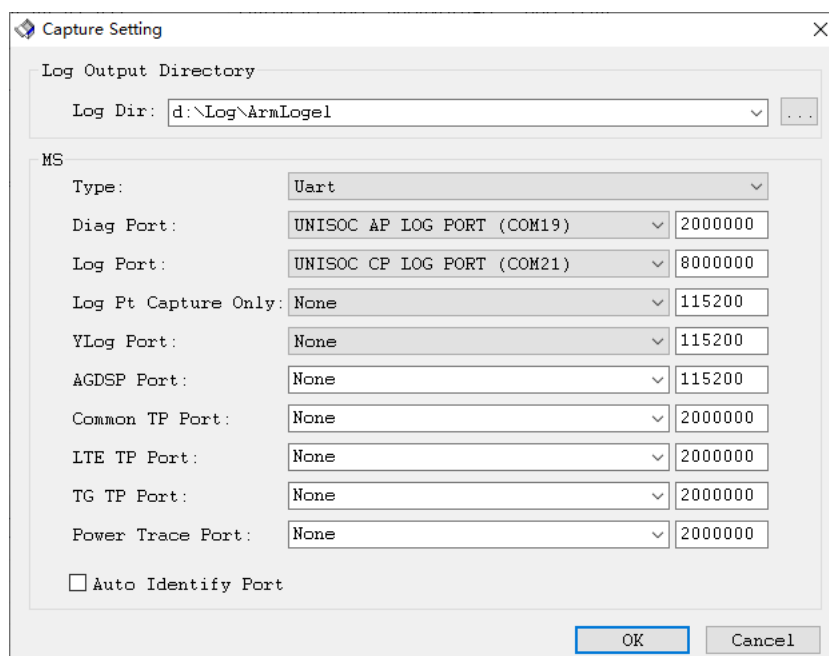 Capture Setting
Log Output Directory
Log Dir: d:\Log\ArmLogel ...
MS
Type: Uart
Diag Port: UNISOC AP LOG PORT (COM19) 2000000
Log Port: UNISOC CP LOG PORT (COM21) 8000000
Log Pt Capture Only: None 115200
YLog Port: None 115200
AGDSP Port: None 115200
Common TP Port: None 2000000
LTE TP Port: None 2000000
TG TP Port: None 2000000
Power Trace Port: None 2000000
Auto Identify Port
OK Cancel